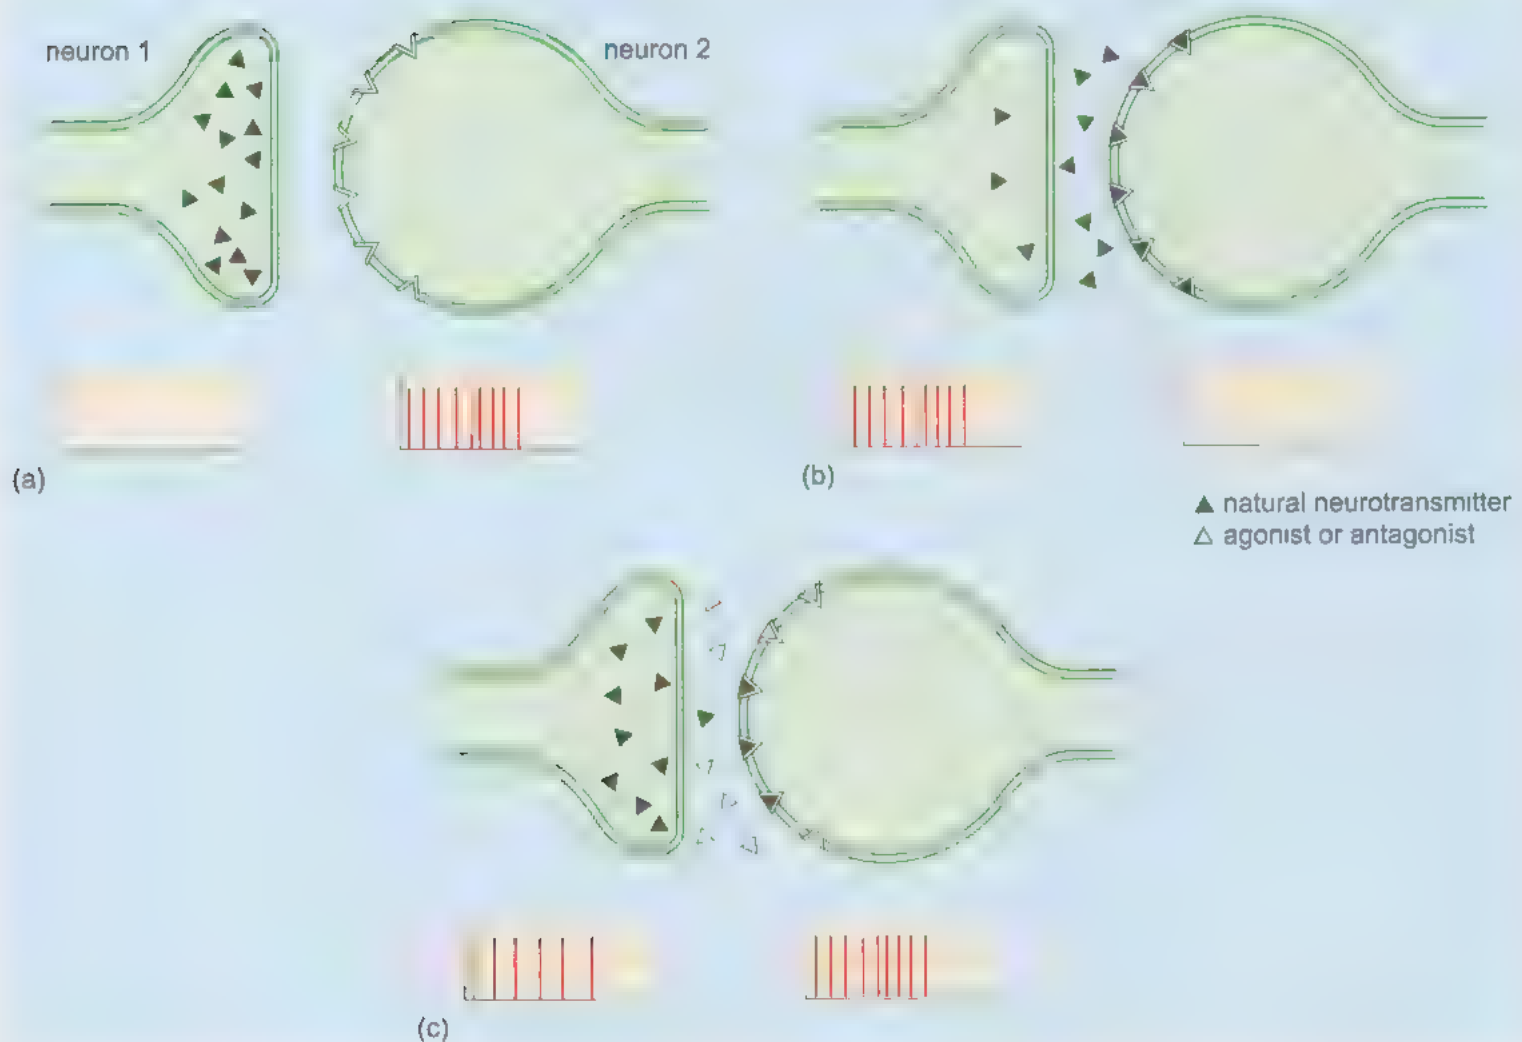 neuron 1
neuron 2
(a)
(b)
▲ natural neurotransmitter
△ agonist or antagonist
(c)